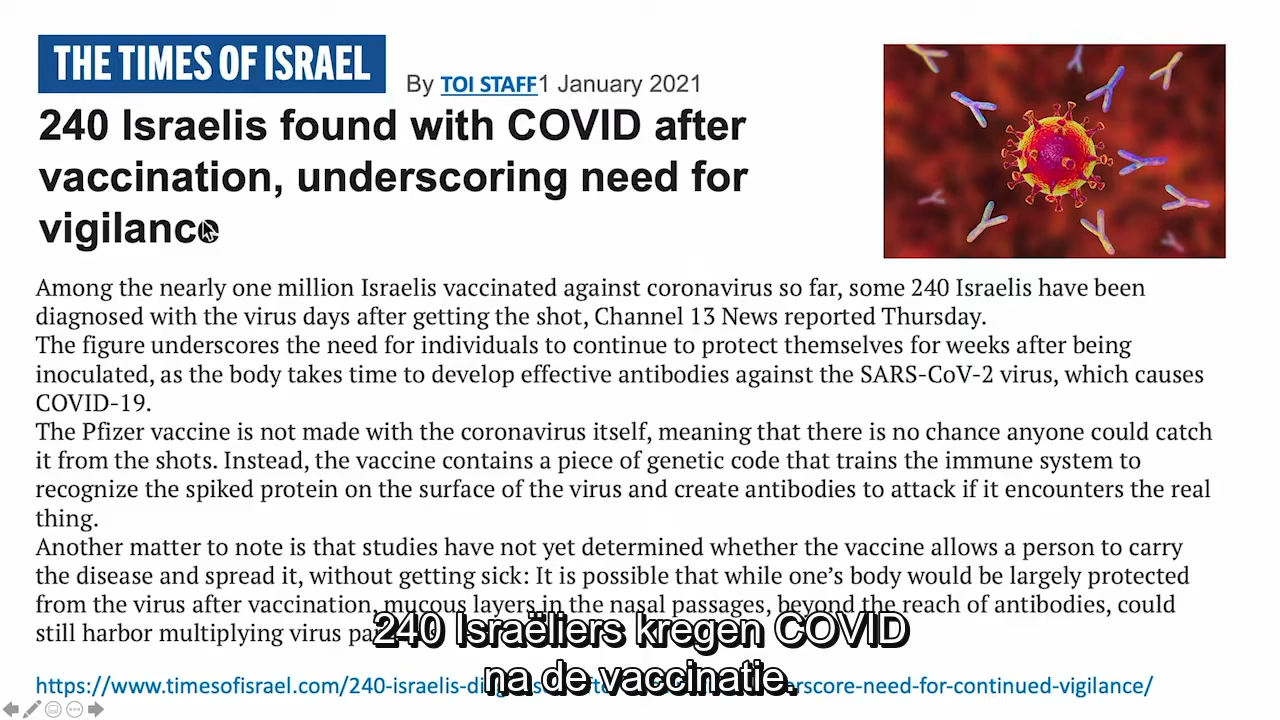 THE TIMES OF ISRAEL
By TOI STAFF1 January 2021
240 Israelis found with COVID after
vaccination, underscoring need for
vigilance
Among the nearly one million Israelis vaccinated against coronavirus so far, some 240 Israelis have been
diagnosed with the virus days after getting the shot, Channel 13 News reported Thursday.
The figure underscores the need for individuals to continue to protect themselves for weeks after being
inoculated, as the body takes time to develop effective antibodies against the SARS-CoV-2 virus, which causes
COVID-19.
The Pfizer vaccine is not made with the coronavirus itself, meaning that there is no chance anyone could catch
it from the shots. Instead, the vaccine contains a piece of genetic code that trains the immune system to
recognize the spiked protein on the surface of the virus and create antibodies to attack if it encounters the real
thing.
Another matter to note is that studies have not yet determined whether the vaccine allows a person to carry
the disease and spread it, without getting sick: It is possible that while one’s body would be largely protected
from the virus after vaccination, mucous layers in the nasal passages, beyond the reach of antibodies, could
still harbor multiplying virus
240 Israëliers kregen COVID
na de vaccinatie.
https://www.timesofisrael.com/240-israelis-di
erscore-need-for-continued-vigilance/